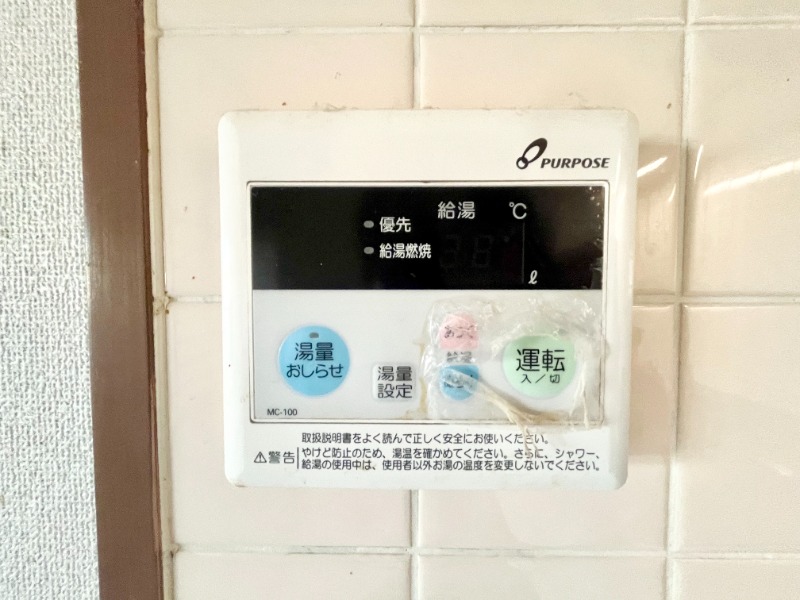 PURPOSE
給湯 ℃
優先
給湯燃焼
38
ℓ
湯量
おしらせ
湯量
設定
運転
入／切
MC-100
取扱説明書をよく読んで正しく安全にお使いください。
⚠警告
やけど防止のため、湯温を確かめてください。さらに、シャワー、
給湯の使用中は、使用者以外お湯の温度を変更しないでください。